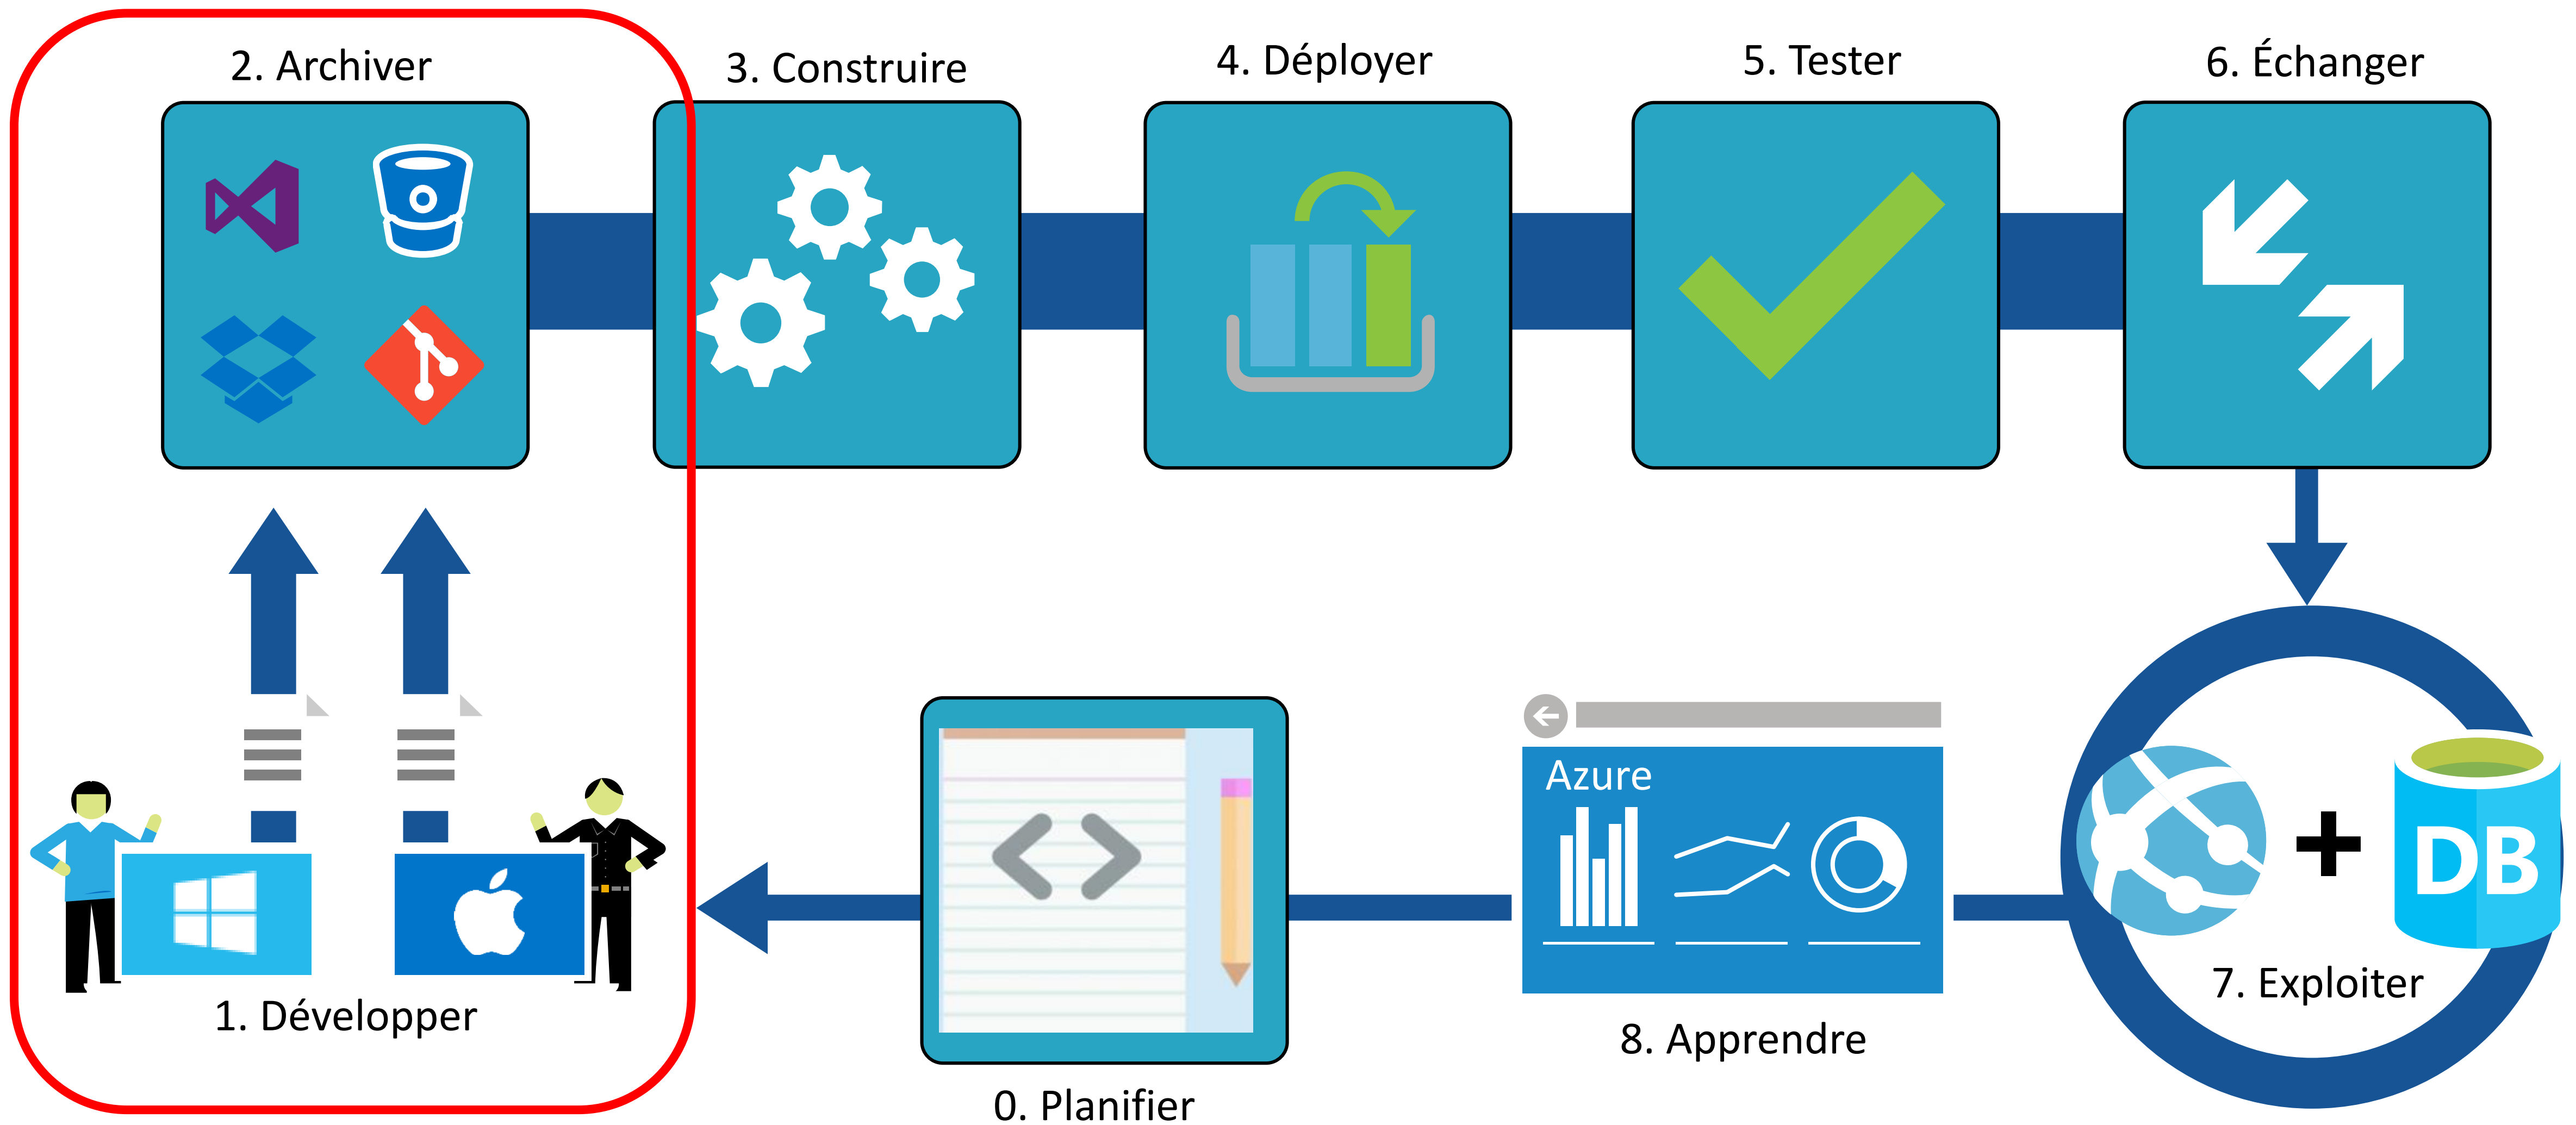 2. Archiver
3. Construire
4. Déployer
5. Tester
6. Échanger
Azure
DB
7. Exploiter
1. Développer
8. Apprendre
0. Planifier